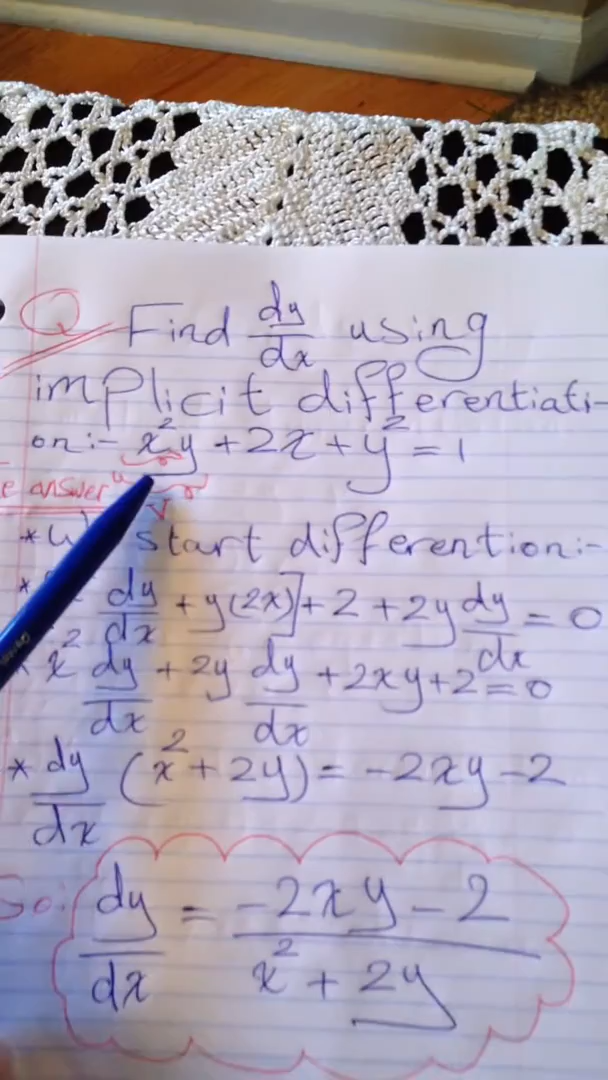 Q Find dy/dx using
implicit differentiati-
on:- x²y + 2x + y² = 1
answer u v
* start differention:-
* dy/dx + y(2x)] + 2 + 2y dy/dx = 0
* x² dy/dx + 2y dy/dx + 2xy + 2 = 0
* dy/dx (x² + 2y) = -2xy - 2
So: dy/dx = (-2xy - 2)/(x² + 2y)